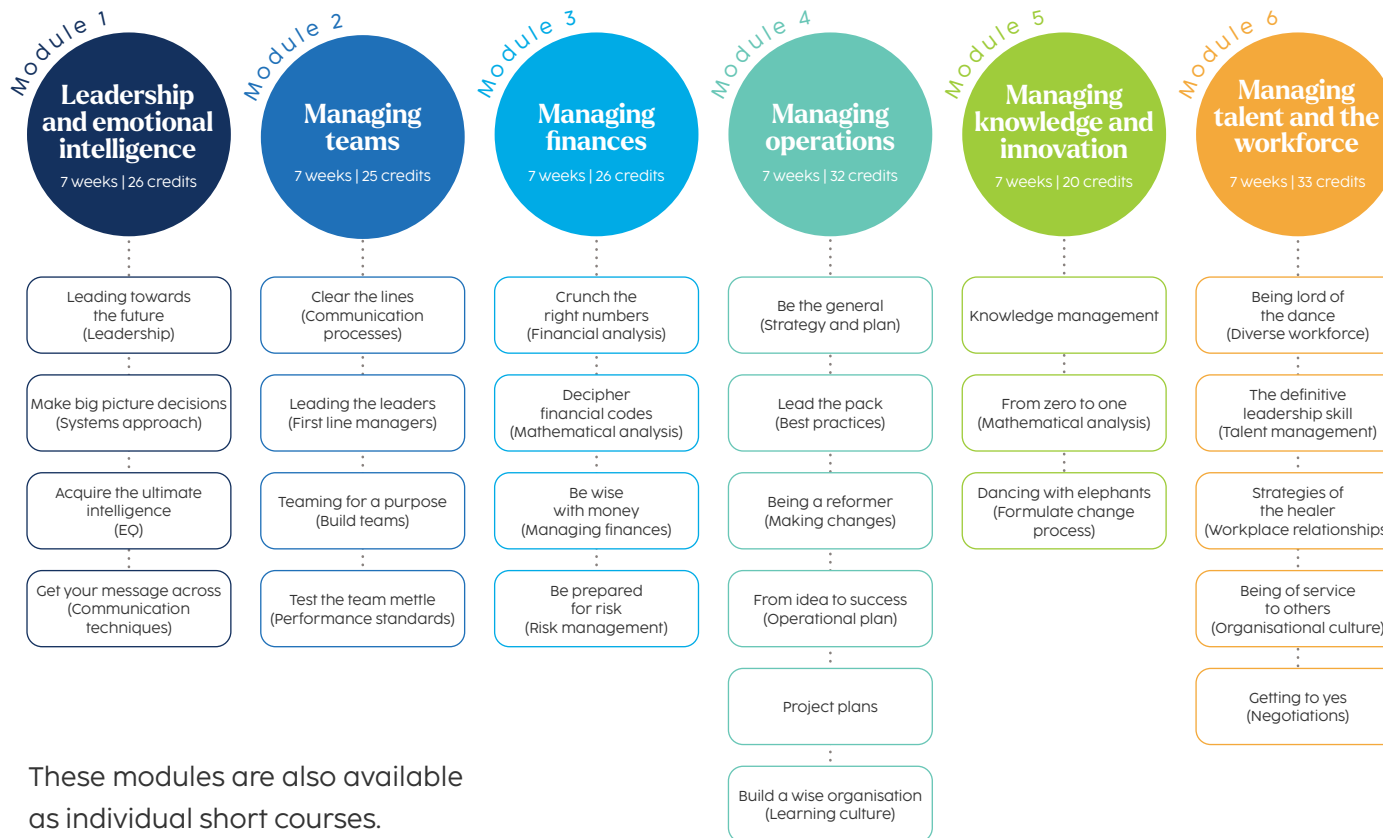 Module 1
Leadership
and emotional
intelligence
7 weeks | 26 credits
Leading towards
the future
(Leadership)
Make big picture decisions
(Systems approach)
Acquire the ultimate
intelligence
(EQ)
Get your message across
(Communication
techniques)
Module 2
Managing
teams
7 weeks | 25 credits
Clear the lines
(Communication
processes)
Leading the leaders
(First line managers)
Teaming for a purpose
(Build teams)
Test the team mettle
(Performance standards)
Module 3
Managing
finances
7 weeks | 26 credits
Crunch the
right numbers
(Financial analysis)
Decipher
financial codes
(Mathematical analysis)
Be wise
with money
(Managing finances)
Be prepared
for risk
(Risk management)
Module 4
Managing
operations
7 weeks | 32 credits
Be the general
(Strategy and plan)
Lead the pack
(Best practices)
Being a reformer
(Making changes)
From idea to success
(Operational plan)
Project plans
Build a wise organisation
(Learning culture)
Module 5
Managing
knowledge and
innovation
7 weeks | 20 credits
Knowledge management
From zero to one
(Mathematical analysis)
Dancing with elephants
(Formulate change
process)
Module 6
Managing
talent and the
workforce
7 weeks | 33 credits
Being lord of
the dance
(Diverse workforce)
The definitive
leadership skill
(Talent management)
Strategies of
the healer
(Workplace relationships
Being of service
to others
(Organisational culture)
Getting to yes
(Negotiations)
These modules are also available
as individual short courses.